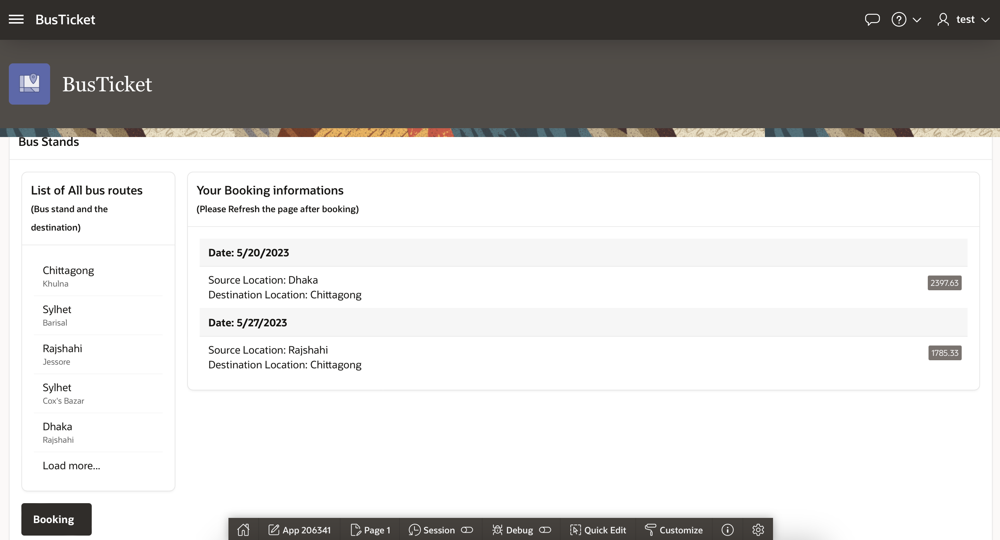 BusTicket
test
BusTicket
Bus Stands
List of All bus routes
(Bus stand and the
destination)
Chittagong
Khulna
Sylhet
Barisal
Rajshahi
Jessore
Sylhet
Cox's Bazar
Dhaka
Rajshahi
Load more...
Booking
Your Booking informations
(Please Refresh the page after booking)
Date: 5/20/2023
Source Location: Dhaka
Destination Location: Chittagong
2397.63
Date: 5/27/2023
Source Location: Rajshahi
Destination Location: Chittagong
1785.33
App 206341 Page 1 Session Debug Quick Edit Customize